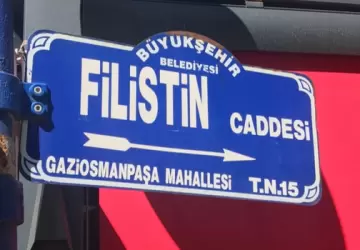 BÜYÜKŞEHİR
BELEDİYESİ
FİLİSTİN CADDESİ
GAZİOSMANPAŞA MAHALLESİ T.N.15